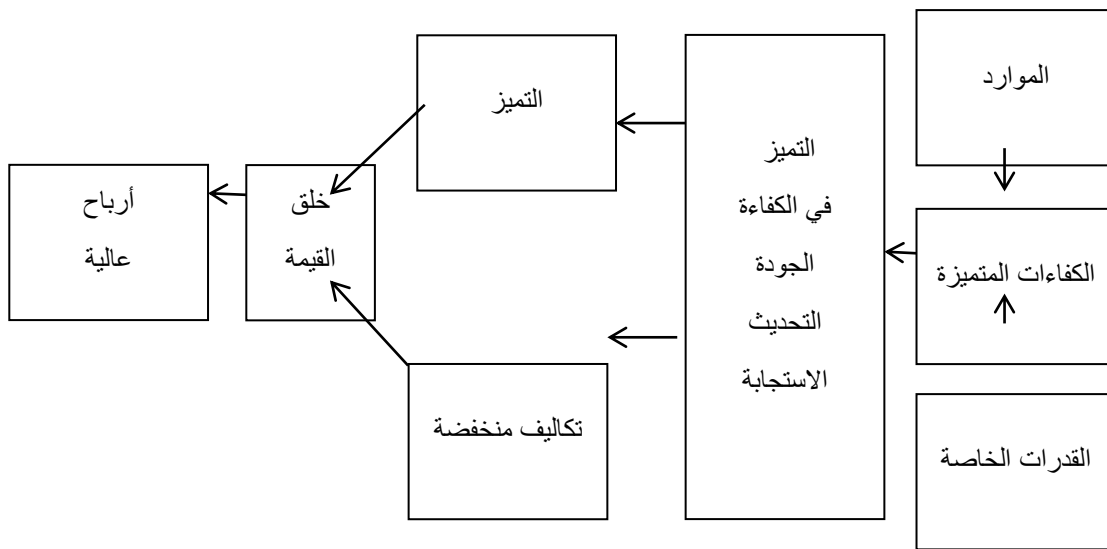 الموارد
الكفاءات المتميزة
القدرات الخاصة
التميز
في الكفاءة
الجودة
التحديث
الاستجابة
التميز
تكاليف منخفضة
خلق
القيمة
أرباح
عالية